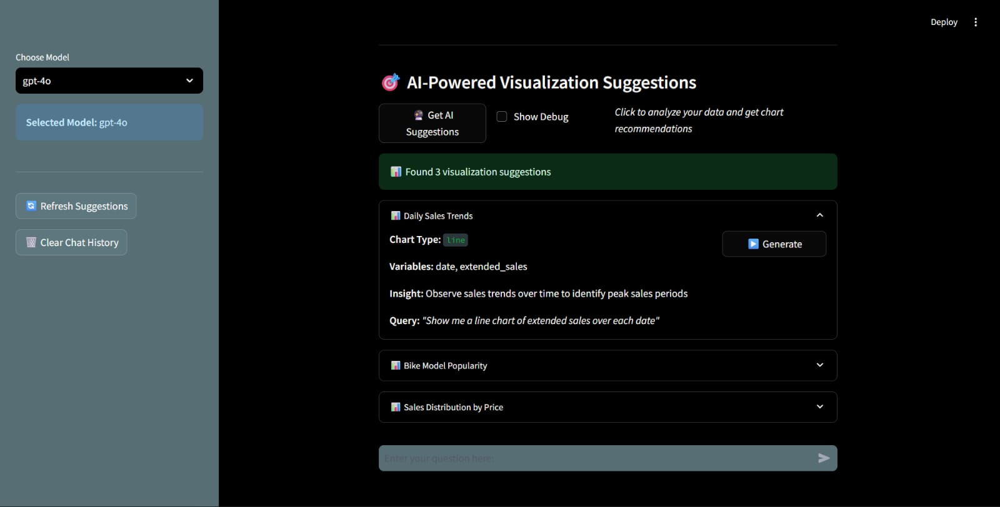 Deploy
Choose Model
gpt-4o
Selected Model: gpt-4o
Refresh Suggestions
Clear Chat History
AI-Powered Visualization Suggestions
Get AI
Suggestions
Show Debug
Click to analyze your data and get chart
recommendations
Found 3 visualization suggestions
Daily Sales Trends
Chart Type: line
Generate
Variables: date, extended_sales
Insight: Observe sales trends over time to identify peak sales periods
Query: "Show me a line chart of extended sales over each date"
Bike Model Popularity
Sales Distribution by Price
Enter your question here: